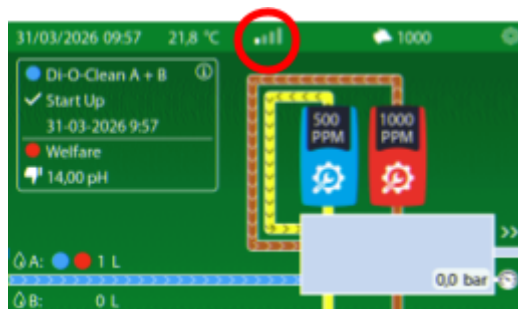 31/03/2026 09:57 21,8 °C 1000
Di-O-Clean A + B
Start Up
31-03-2026 9:57
Welfare
14,00 pH
500
PPM
1000
PPM
A: 1 L
0,0 bar
B: 0 L